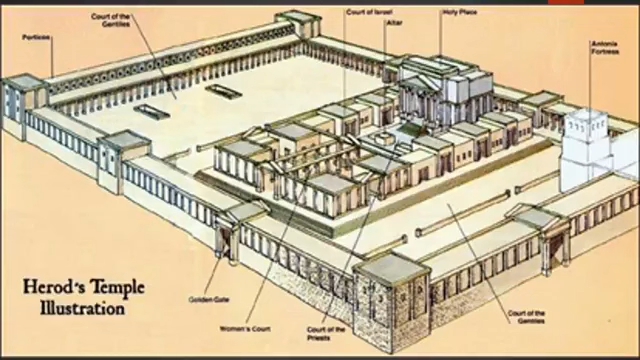 Court of the
Gentiles
Court of Israel
Altar
Holy Place
Porticos
Antonia
Fortress
Herod's Temple
Illustration
Golden Gate
Women's Court
Court of the
Priests
Court of the
Gentiles